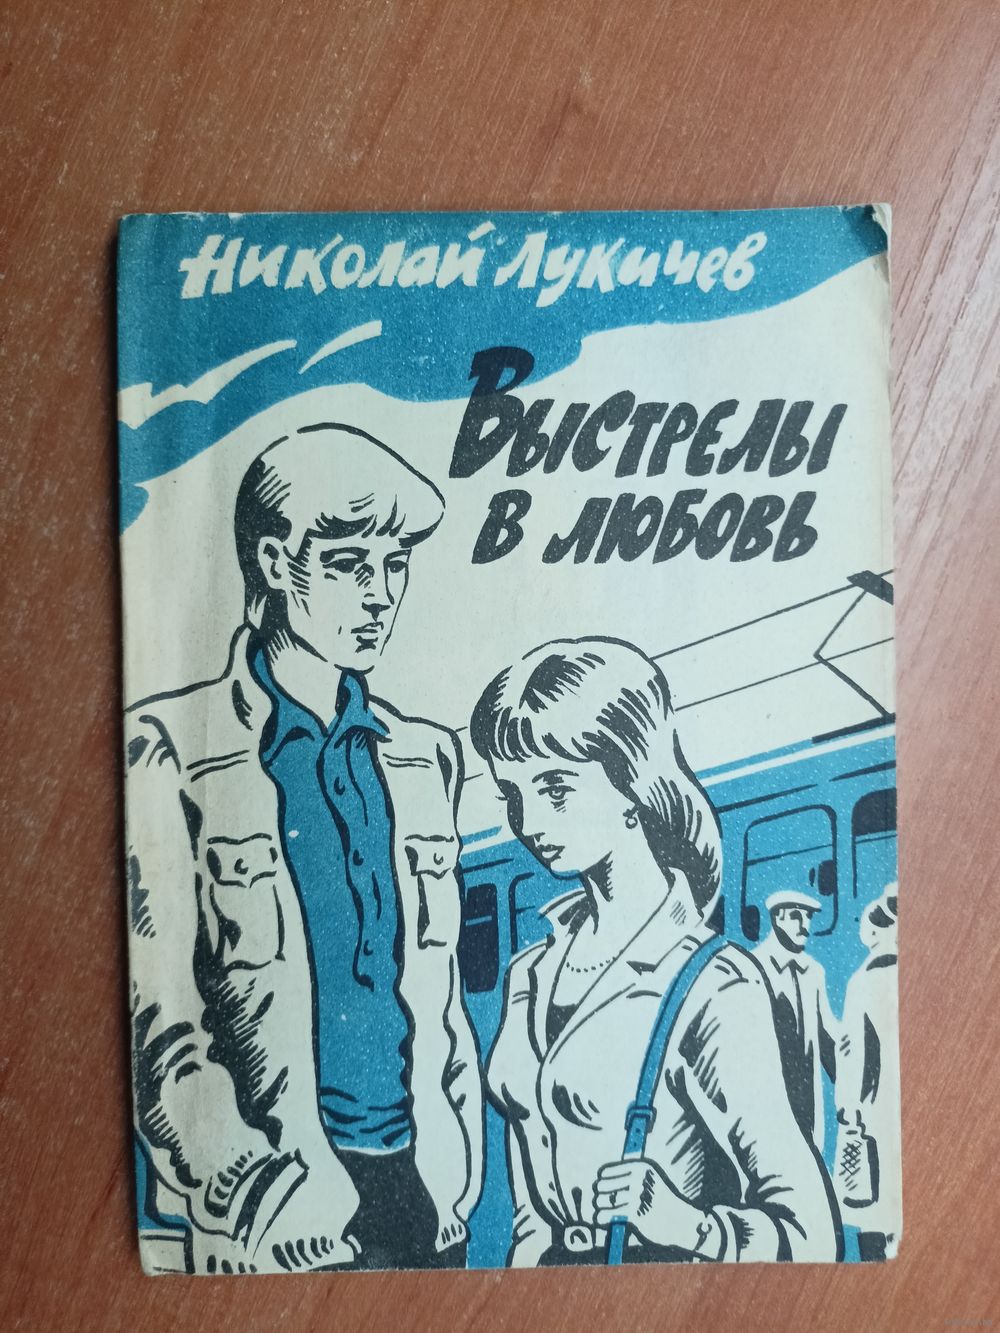 Николай Лукичев
Выстрелы
в любовь